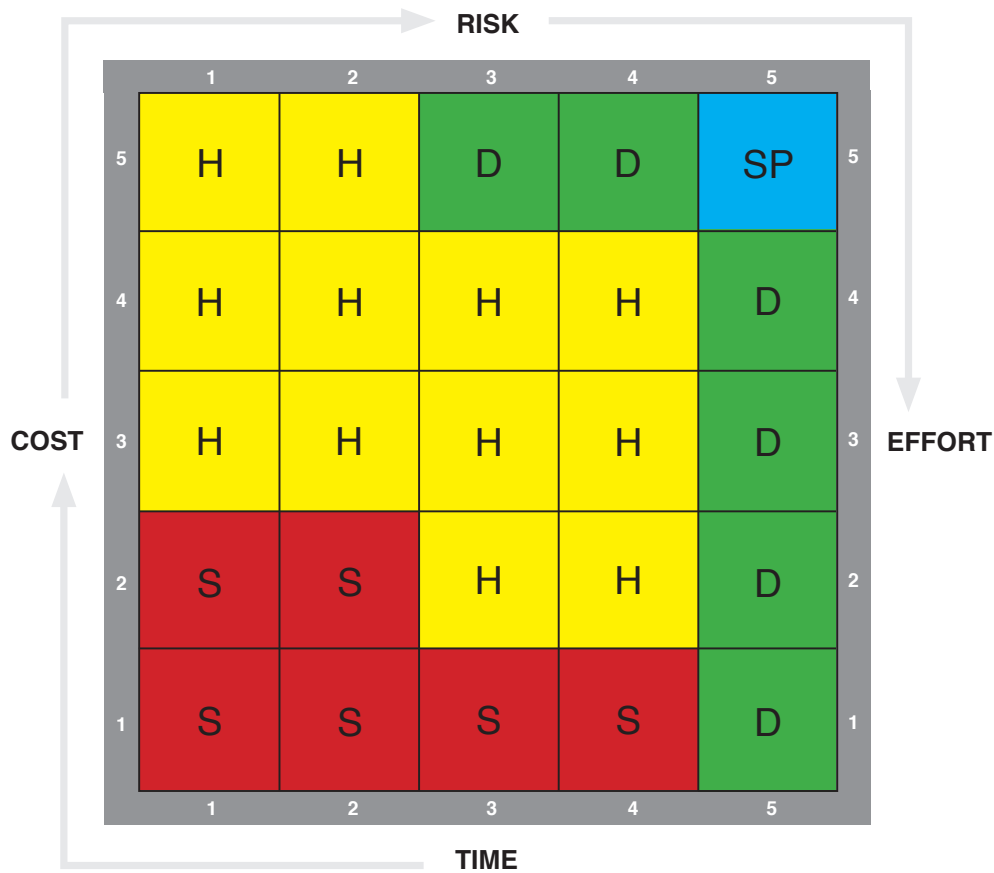 RISK
1 2 3 4 5
5 H H D D SP 5
4 H H H H D 4
COST 3 H H H H D 3 EFFORT
2 S S H H D 2
1 S S S S D 1
1 2 3 4 5
TIME